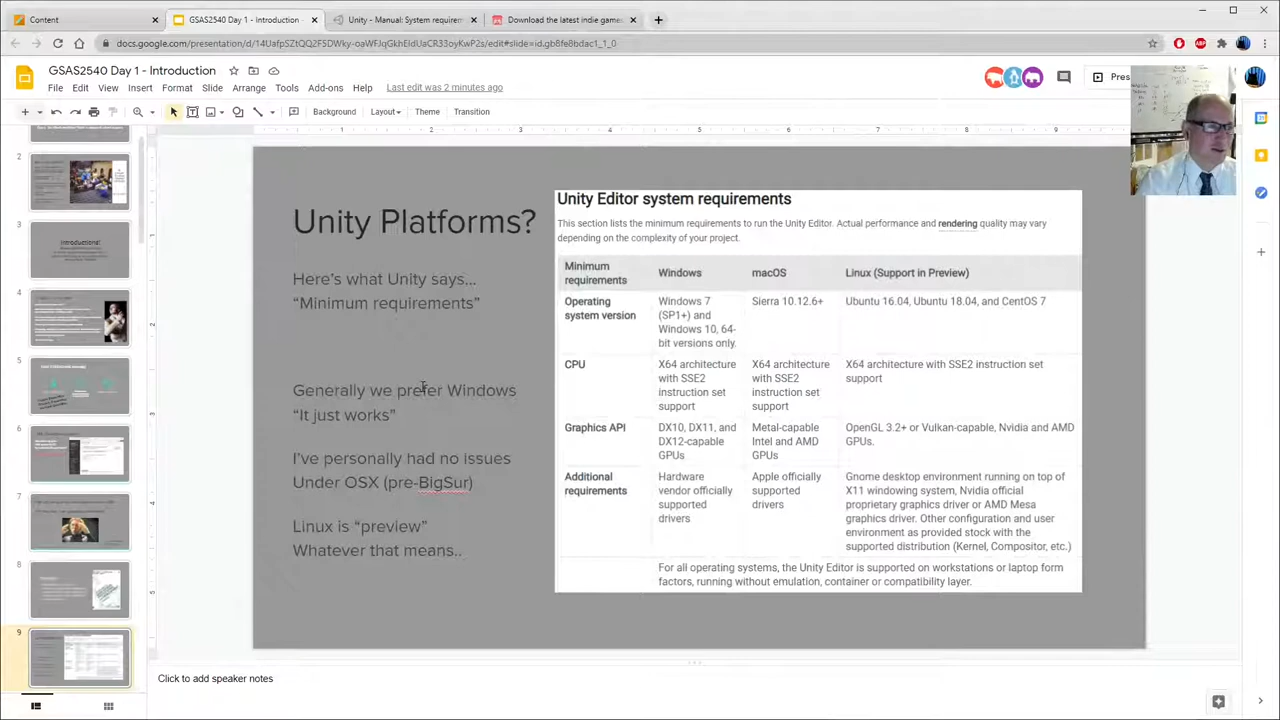 Content
GSAS2540 Day 1 - Introduction
Unity - Manual: System requirem
Download the latest indie games
docs.google.com/presentation/d/14UafpSZtQQ2FSDWky-oaWFJqGkhEldUaCR33oyKwP2s/edit#slide=id.gb8fe8bdac1_1_0
GSAS2540 Day 1 - Introduction
File Edit View Insert Format Slide Arrange Tools Add-ons Help Last edit was 2 minutes ago
Background Layout Theme Transition
Unity Platforms?
Here's what Unity says...
“Minimum requirements”
Generally we prefer Windows
“It just works”
I've personally had no issues
Under OSX (pre-BigSur)
Linux is “preview”
Whatever that means..
Unity Editor system requirements
This section lists the minimum requirements to run the Unity Editor. Actual performance and rendering quality may vary
depending on the complexity of your project.
Minimum
requirements
Windows
macOS
Linux (Support in Preview)
Operating
system version
Windows 7
(SP1+) and
Windows 10, 64-
bit versions only.
Sierra 10.12.6+
Ubuntu 16.04, Ubuntu 18.04, and CentOS 7
CPU
X64 architecture
with SSE2
instruction set
support
X64 architecture
with SSE2
instruction set
support
X64 architecture with SSE2 instruction set
support
Graphics API
DX10, DX11, and
DX12-capable
GPUs
Metal-capable
Intel and AMD
GPUs
OpenGL 3.2+ or Vulkan-capable, Nvidia and AMD
GPUs.
Additional
requirements
Hardware
vendor officially
supported
drivers
Apple officially
supported
drivers
Gnome desktop environment running on top of
X11 windowing system, Nvidia official
proprietary graphics driver or AMD Mesa
graphics driver. Other configuration and user
environment as provided stock with the
supported distribution (Kernel, Compositor, etc.)
For all operating systems, the Unity Editor is supported on workstations or laptop form
factors, running without emulation, container or compatibility layer.
2
3
Introductions!
4
5
6
7
8
9
Click to add speaker notes